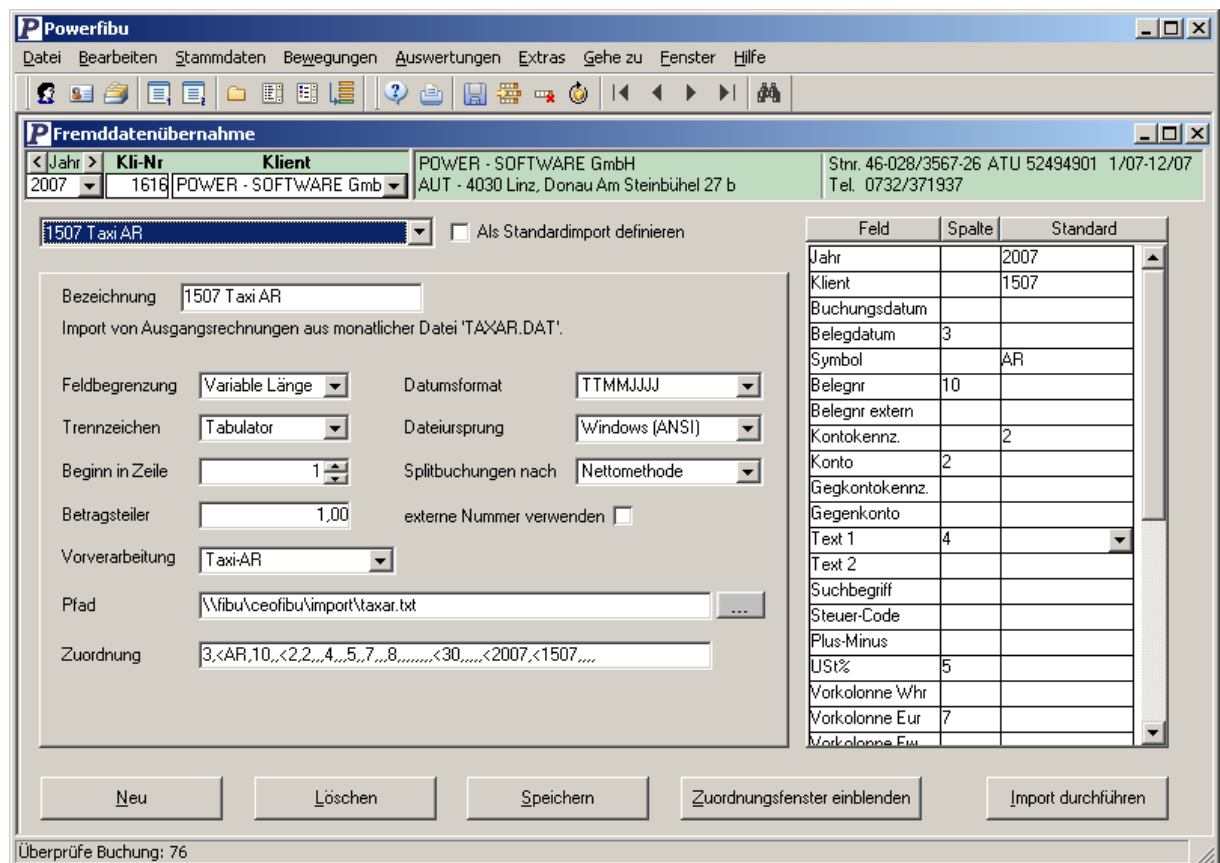 Powerfibu
Datei Bearbeiten Stammdaten Bewegungen Auswertungen Extras Gehe zu Fenster Hilfe
Fremddatenübernahme
< Jahr > Kli-Nr Klient
2007 1616 POWER - SOFTWARE Gmb
POWER - SOFTWARE GmbH
AUT - 4030 Linz, Donau Am Steinbühel 27 b
Stnr. 46-028/3567-26 ATU 52494901 1/07-12/07
Tel. 0732/371937
1507 Taxi AR
Als Standardimport definieren
Bezeichnung 1507 Taxi AR
Import von Ausgangsrechnungen aus monatlicher Datei 'TAXAR.DAT'.
Feldbegrenzung Variable Länge Datumsformat TTMMJJJJ
Trennzeichen Tabulator Dateiursprung Windows (ANSI)
Beginn in Zeile 1 Splitbuchungen nach Nettomethode
Betragsteiler 1,00 externe Nummer verwenden
Vorverarbeitung Taxi-AR
Pfad \\fibu\ceofibu\import\taxar.txt ...
Zuordnung 3,<AR,10,,<2,2,,,4,,,5,,7,,,8,,,,,,,,<30,,,,,<2007,<1507,,,,
Feld Spalte Standard
Jahr 2007
Klient 1507
Buchungsdatum
Belegdatum 3
Symbol AR
Belegnr 10
Belegnr extern
Kontokennz. 2
Konto 2
Gegkontokennz.
Gegenkonto
Text 1 4
Text 2
Suchbegriff
Steuer-Code
Plus-Minus
USt% 5
Vorkolonne Whr
Vorkolonne Eur 7
Vorkolonne Fw
Neu Löschen Speichern Zuordnungsfenster einblenden Import durchführen
Überprüfe Buchung: 76